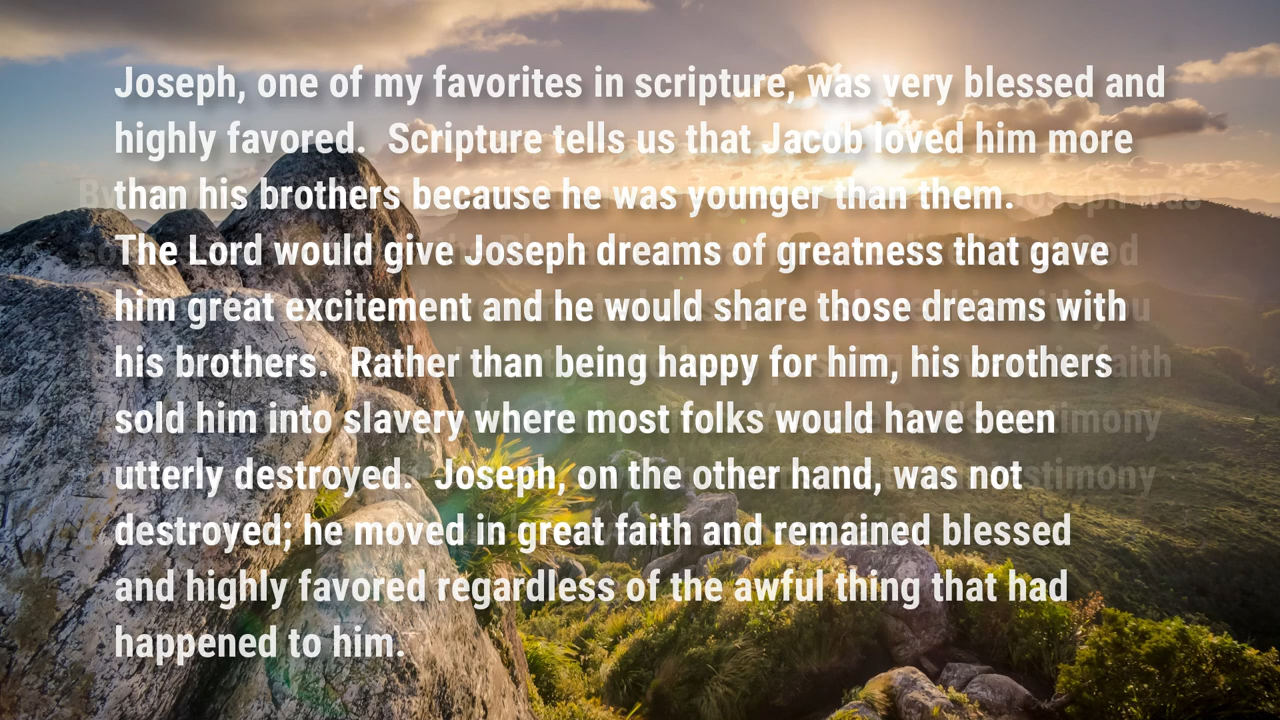 Joseph, one of my favorites in scripture, was very blessed and
highly favored.  Scripture tells us that Jacob loved him more
than his brothers because he was younger than them.
The Lord would give Joseph dreams of greatness that gave
him great excitement and he would share those dreams with
his brothers.  Rather than being happy for him, his brothers
sold him into slavery where most folks would have been
utterly destroyed.  Joseph, on the other hand, was not
destroyed; he moved in great faith and remained blessed
and highly favored regardless of the awful thing that had
happened to him.